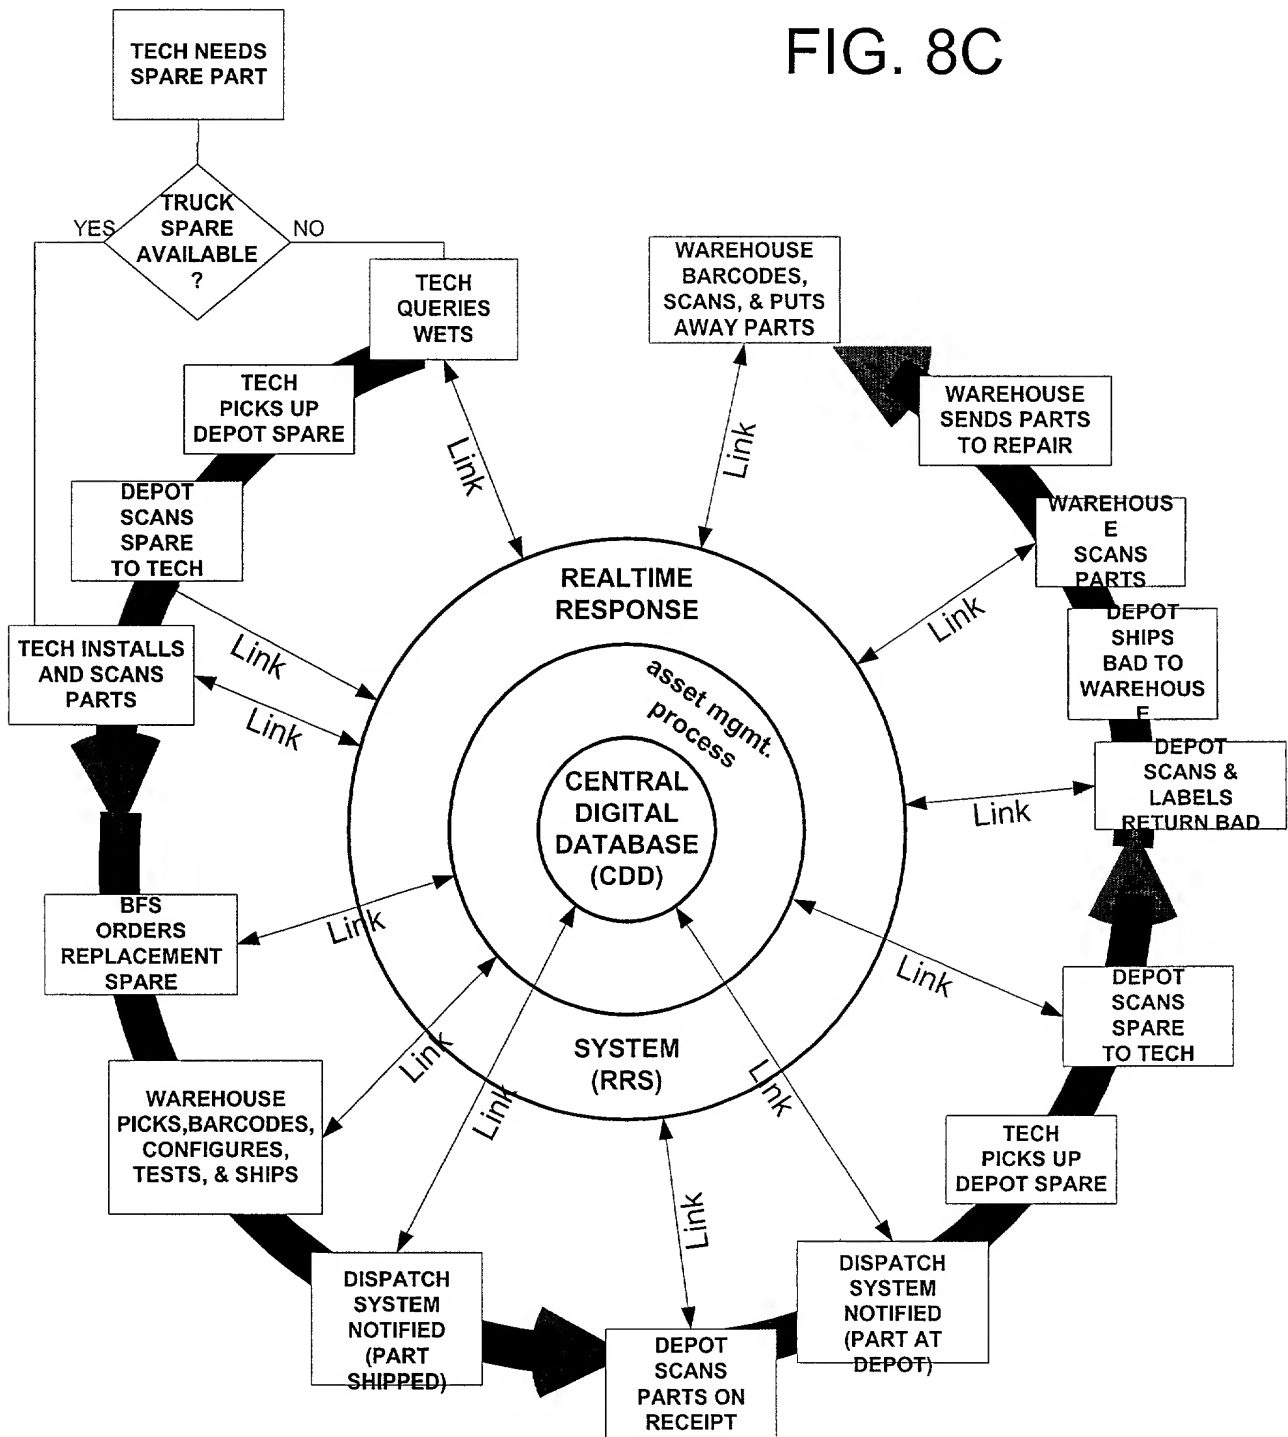 FIG. 8C
TECH NEEDS
SPARE PART
TRUCK
SPARE
AVAILABLE
?
YES
NO
TECH
QUERIES
WETS
TECH
PICKS UP
DEPOT SPARE
DEPOT
SCANS
SPARE
TO TECH
TECH INSTALLS
AND SCANS
PARTS
BFS
ORDERS
REPLACEMENT
SPARE
WAREHOUSE
PICKS,BARCODES,
CONFIGURES,
TESTS, & SHIPS
DISPATCH
SYSTEM
NOTIFIED
(PART
SHIPPED)
DEPOT
SCANS
PARTS ON
RECEIPT
DISPATCH
SYSTEM
NOTIFIED
(PART AT
DEPOT)
TECH
PICKS UP
DEPOT SPARE
DEPOT
SCANS
SPARE
TO TECH
DEPOT
SCANS &
LABELS
RETURN BAD
DEPOT
SHIPS
BAD TO
WAREHOUS
E
WAREHOUS
E
SCANS
PARTS
WAREHOUSE
SENDS PARTS
TO REPAIR
WAREHOUSE
BARCODES,
SCANS, & PUTS
AWAY PARTS
REALTIME
RESPONSE
asset mgmt.
process
CENTRAL
DIGITAL
DATABASE
(CDD)
SYSTEM
(RRS)
Link
Link
Link
Link
Link
Link
Link
Link
Link
Link
Link
Link